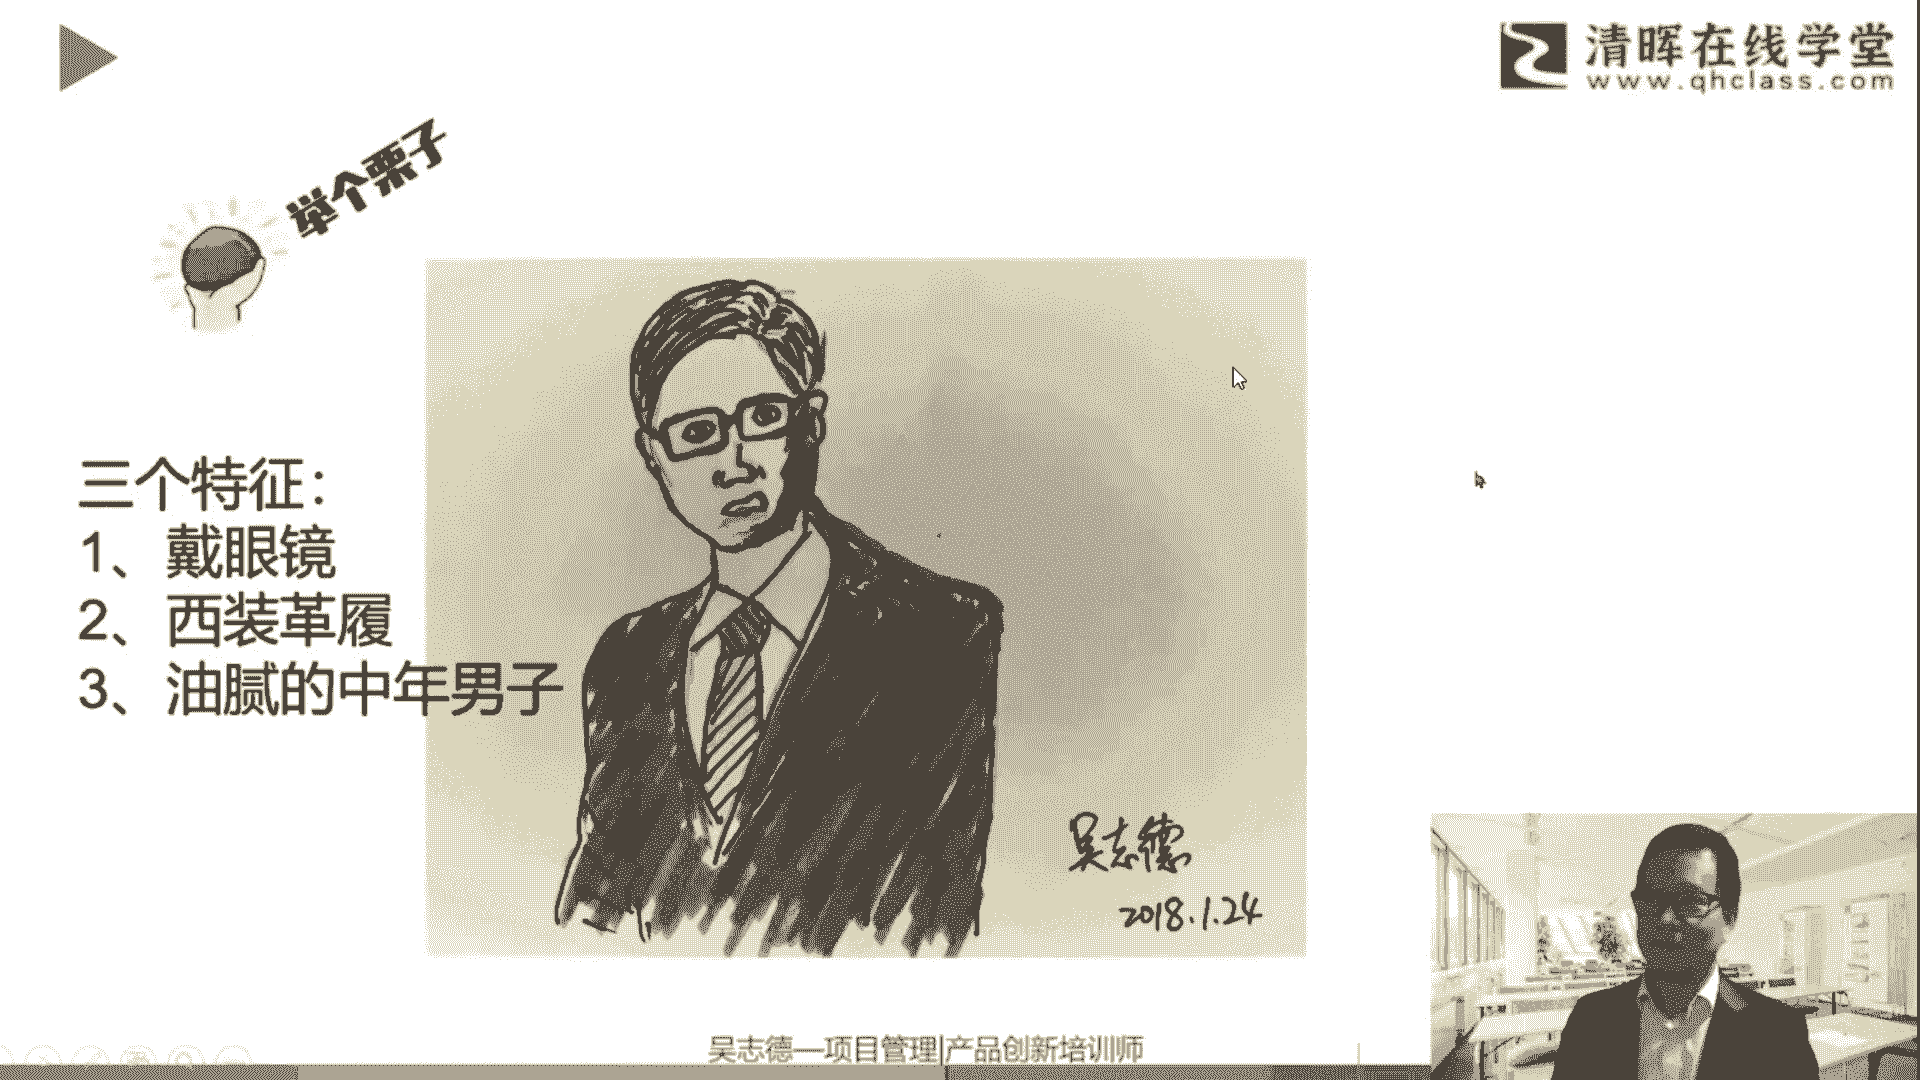 清晖在线学堂
www.qhclass.com
举个栗子
三个特征：
1、戴眼镜
2、西装革履
3、油腻的中年男子
吴志德
2018.1.24
吴志德—项目管理|产品创新培训师